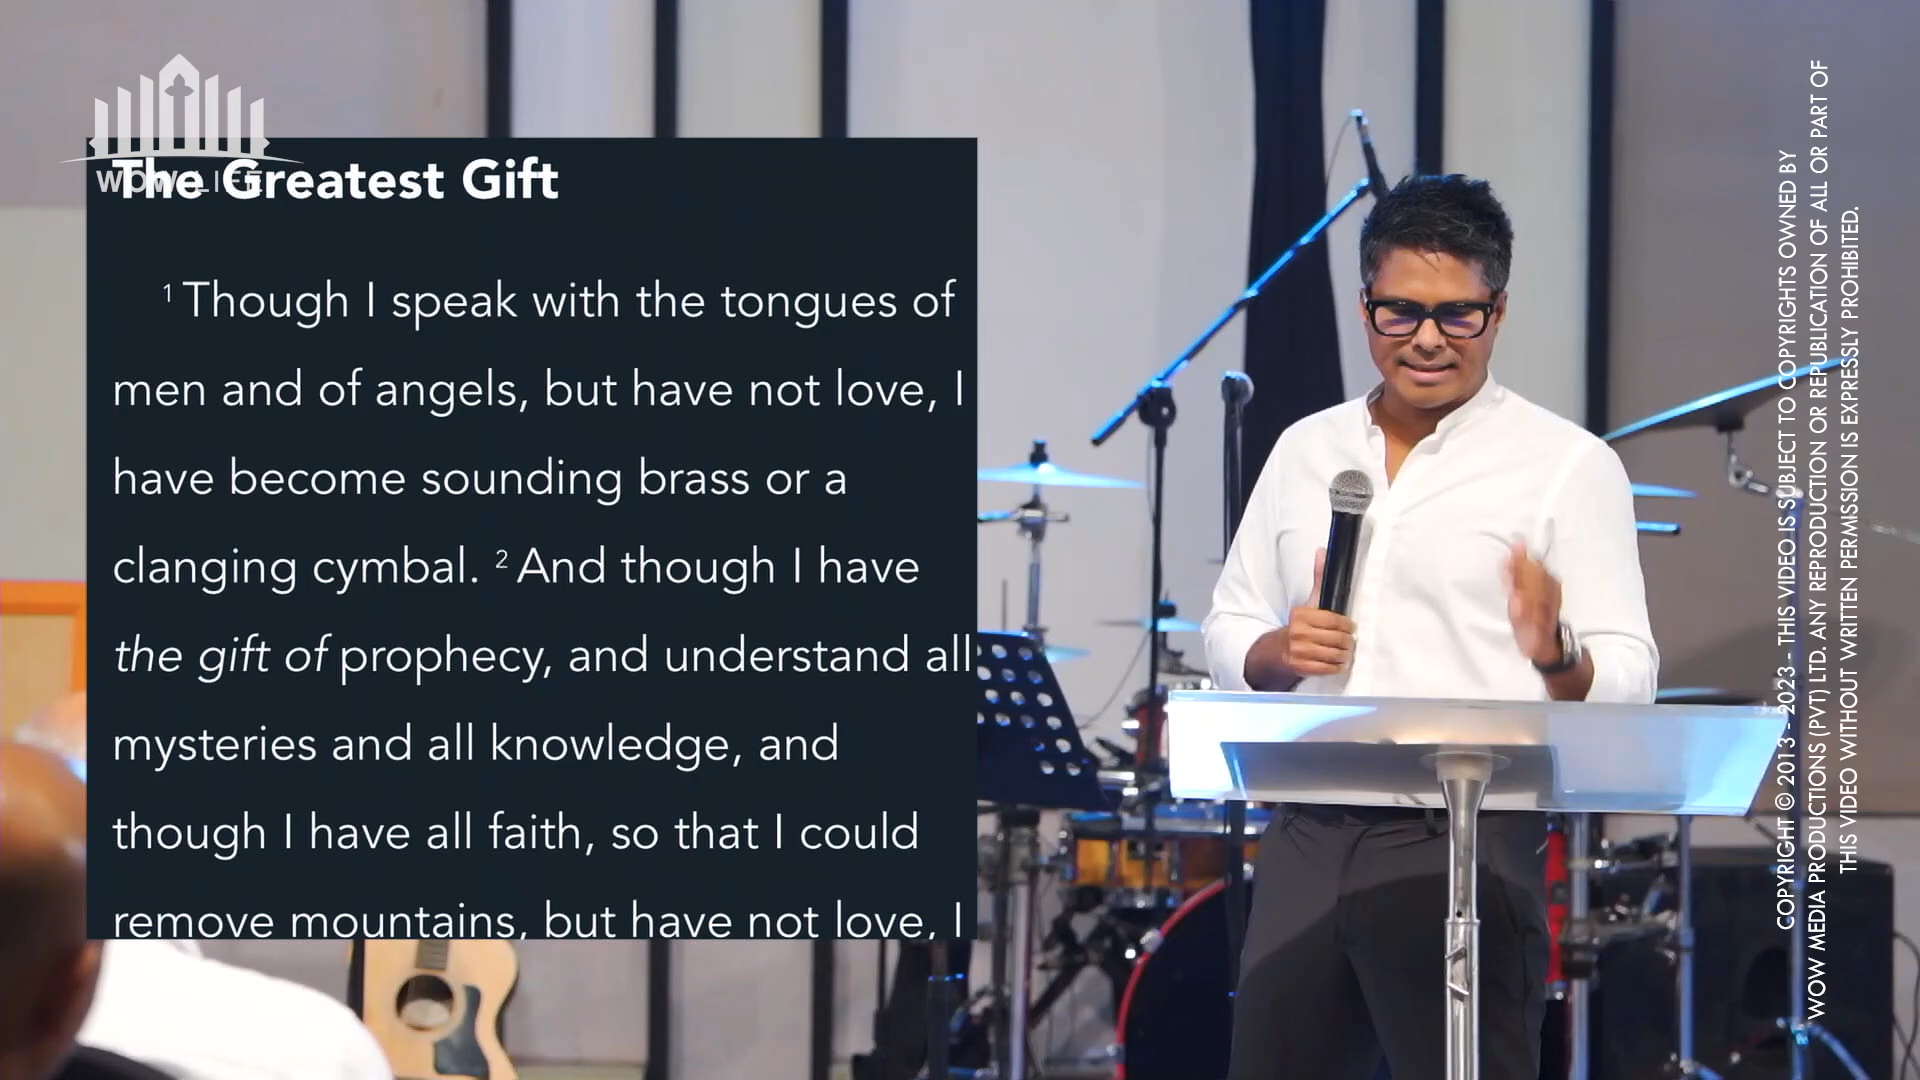 WOW LIFE
The Greatest Gift
1 Though I speak with the tongues of
men and of angels, but have not love, I
have become sounding brass or a
clanging cymbal. 2 And though I have
the gift of prophecy, and understand all
mysteries and all knowledge, and
though I have all faith, so that I could
remove mountains, but have not love, I
COPYRIGHT © 2013 - 2023 - THIS VIDEO IS SUBJECT TO COPYRIGHTS OWNED BY
WOW MEDIA PRODUCTIONS (PVT) LTD. ANY REPRODUCTION OR REPUBLICATION OF ALL OR PART OF
THIS VIDEO WITHOUT WRITTEN PERMISSION IS EXPRESSLY PROHIBITED.